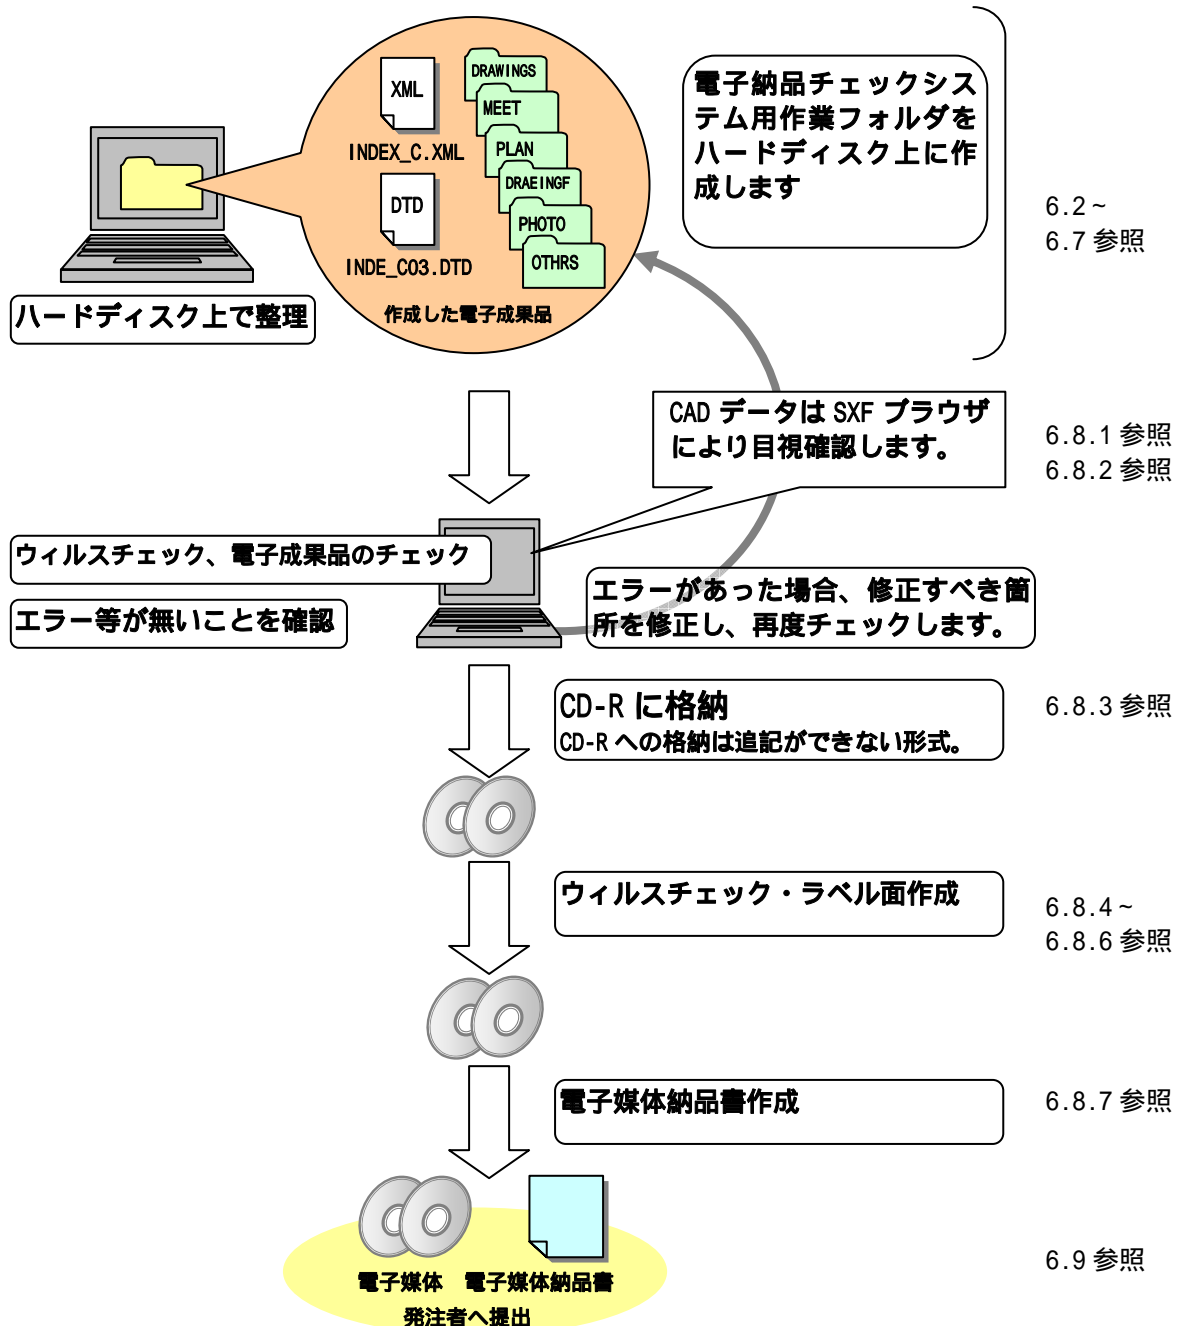 XML
INDEX_C.XML
DTD
INDE_C03.DTD
DRAWINGS
MEET
PLAN
DRAEINGF
PHOTO
OTHRS
作成した電子成果品
ハードディスク上で整理
電子納品チェックシス
テム用作業フォルダを
ハードディスク上に作
成します
6.2～
6.7 参照
CAD データは SXF ブラウザ
により目視確認します。
6.8.1 参照
6.8.2 参照
ウィルスチェック、電子成果品のチェック
エラー等が無いことを確認
エラーがあった場合、修正すべき箇
所を修正し、再度チェックします。
CD-R に格納
CD-R への格納は追記ができない形式。
6.8.3 参照
ウィルスチェック・ラベル面作成
6.8.4～
6.8.6 参照
電子媒体納品書作成
6.8.7 参照
電子媒体 電子媒体納品書
発注者へ提出
6.9 参照